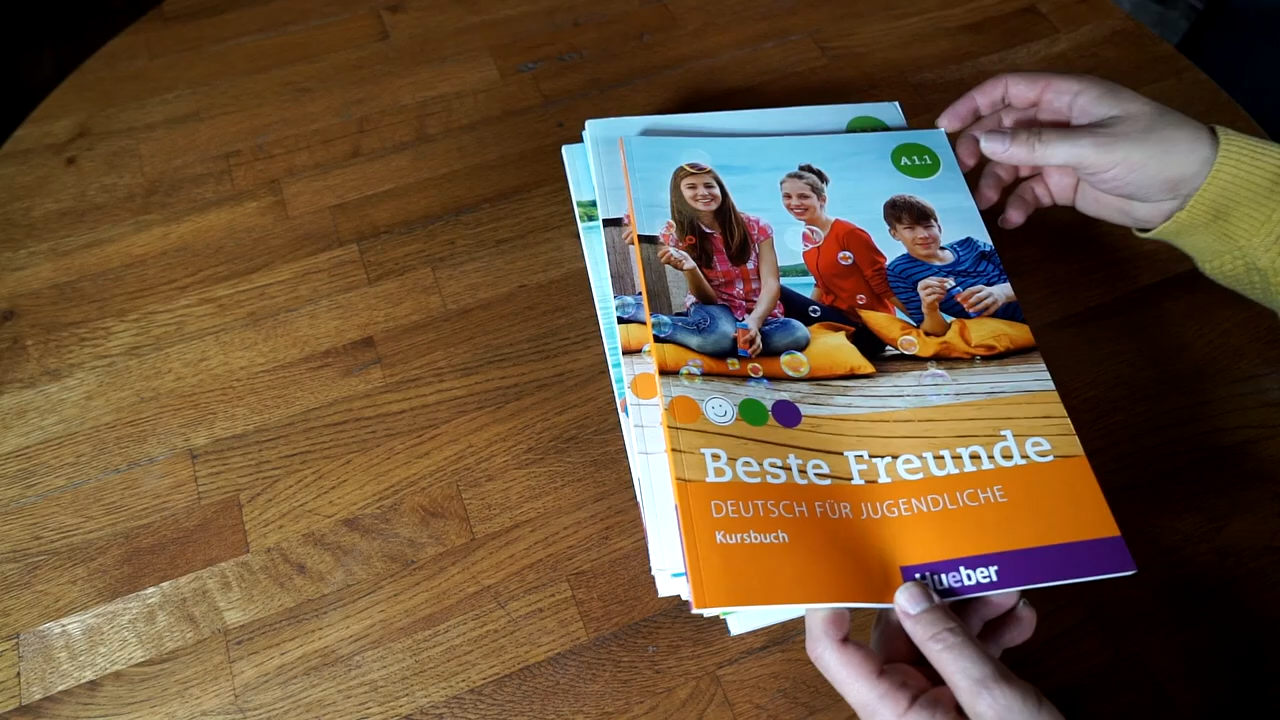 A1.1
Beste Freunde
DEUTSCH FÜR JUGENDLICHE
Kursbuch
Hueber